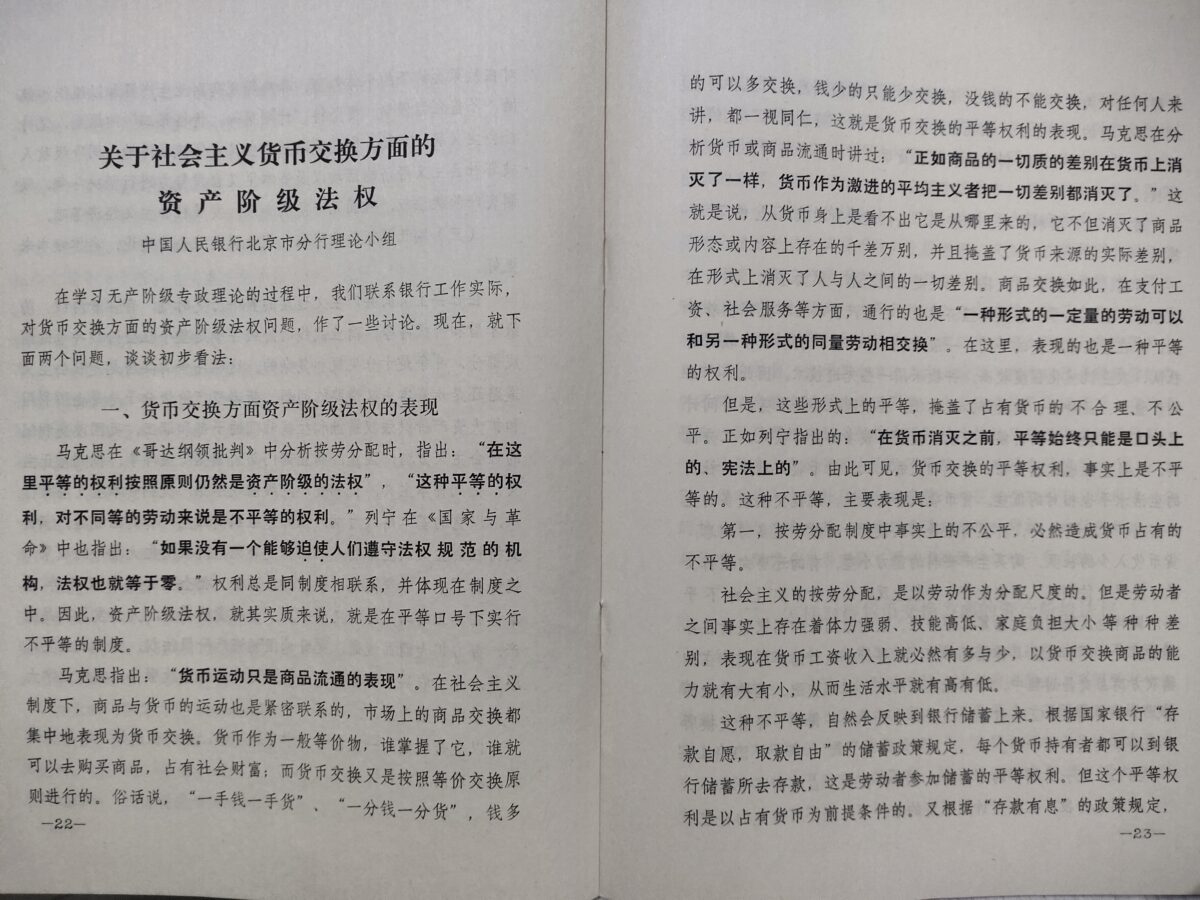 关于社会主义货币交换方面的
资产阶级法权
中国人民银行北京市分行理论小组
在学习无产阶级专政理论的过程中，我们联系银行工作实际，
对货币交换方面的资产阶级法权问题，作了一些讨论。现在，就下
面两个问题，谈谈初步看法：
一、货币交换方面资产阶级法权的表现
马克思在《哥达纲领批判》中分析按劳分配时，指出：“在这
里平等的权利按照原则仍然是资产阶级的法权”，“这种平等的权
利，对不同等的劳动来说是不平等的权利。”列宁在《国家与革
命》中也指出：“如果没有一个能够迫使人们遵守法权规范的机
构，法权也就等于零。”权利总是同制度相联系，并体现在制度之
中。因此，资产阶级法权，就其实质来说，就是在平等口号下实行
不平等的制度。
马克思指出：“货币运动只是商品流通的表现”。在社会主义
制度下，商品与货币的运动也是紧密联系的，市场上的商品交换都
集中地表现为货币交换。货币作为一般等价物，谁掌握了它，谁就
可以去购买商品，占有社会财富；而货币交换又是按照等价交换原
则进行的。俗话说，“一手钱一手货”、“一分钱一分货”，钱多
—22—
的可以多交换，钱少的只能少交换，没钱的不能交换，对任何人来
讲，都一视同仁，这就是货币交换的平等权利的表现。马克思在分
析货币或商品流通时讲过：“正如商品的一切质的差别在货币上消
灭了一样，货币作为激进的平均主义者把一切差别都消灭了。”这
就是说，从货币身上是看不出它是从哪里来的，它不但消灭了商品
形态或内容上存在的千差万别，并且掩盖了货币来源的实际差别，
在形式上消灭了人与人之间的一切差别。商品交换如此，在支付工
资、社会服务等方面，通行的也是“一种形式的一定量的劳动可以
和另一种形式的同量劳动相交换”。在这里，表现的也是一种平等
的权利。
但是，这些形式上的平等，掩盖了占有货币的不合理、不公
平。正如列宁指出的：“在货币消灭之前，平等始终只能是口头上
的、宪法上的”。由此可见，货币交换的平等权利，事实上是不平
等的。这种不平等，主要表现是：
第一，按劳分配制度中事实上的不公平，必然造成货币占有的
不平等。
社会主义的按劳分配，是以劳动作为分配尺度的。但是劳动者
之间事实上存在着体力强弱、技能高低、家庭负担大小等种种差
别，表现在货币工资收入上就必然有多与少，以货币交换商品的能
力就有大有小，从而生活水平就有高有低。
这种不平等，自然会反映到银行储蓄上来。根据国家银行“存
款自愿，取款自由”的储蓄政策规定，每个货币持有者都可以到银
行储蓄所去存款，这是劳动者参加储蓄的平等权利。但这个平等权
利是以占有货币为前提条件的。又根据“存款有息”的政策规定，
—23—